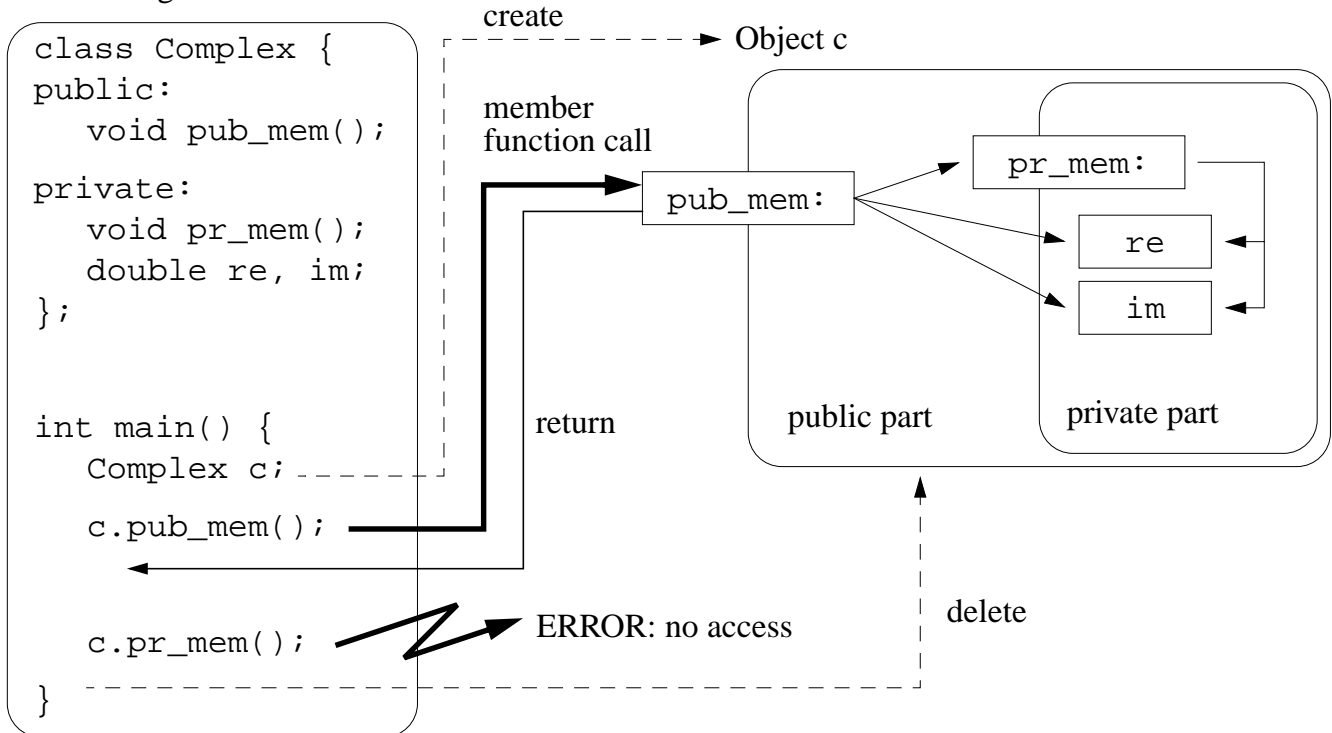 class Complex {
public:
void pub_mem();
private:
void pr_mem();
double re, im;
};
int main() {
Complex c;
c.pub_mem();
c.pr_mem();
}
create
Object c
member
function call
pub_mem:
pr_mem:
re
im
return
public part
private part
delete
ERROR: no access